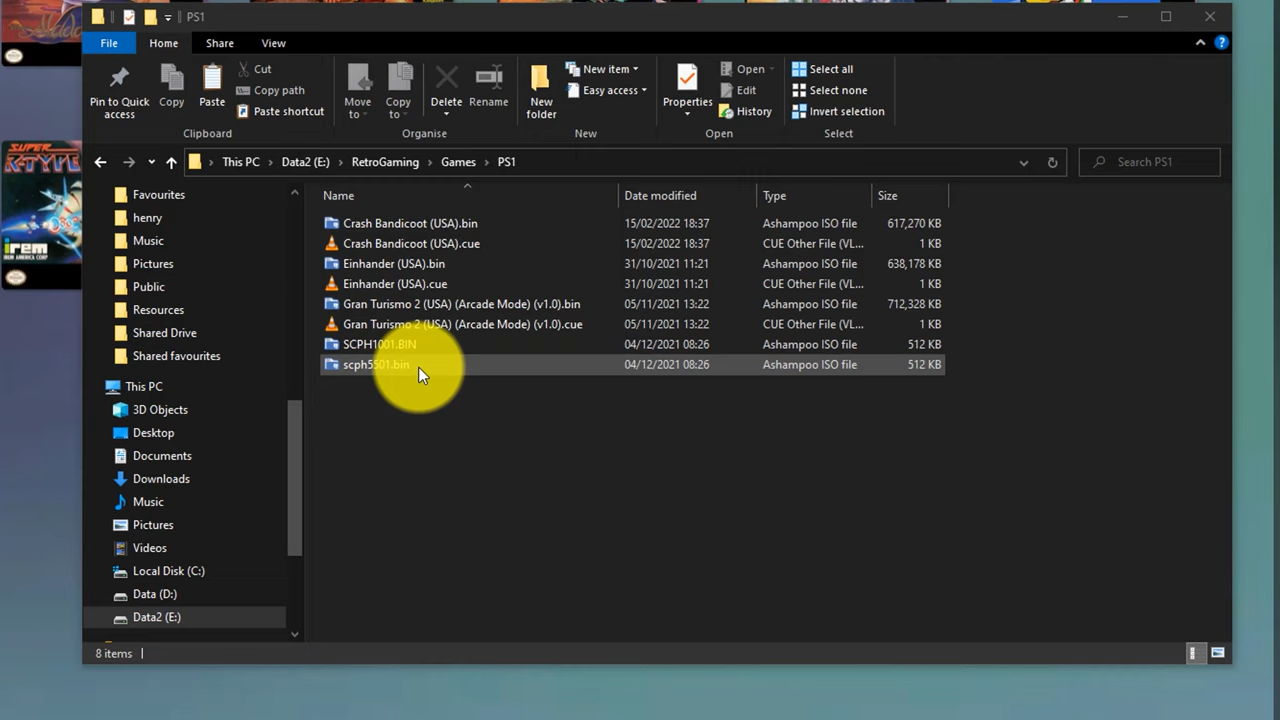 PS1
File Home Share View
Pin to Quick access
Copy
Paste
Cut
Copy path
Paste shortcut
Clipboard
Move to
Copy to
Delete
Rename
Organise
New folder
New item
Easy access
New
Properties
Open
Edit
History
Open
Select all
Select none
Invert selection
Select
This PC > Data2 (E:) > RetroGaming > Games > PS1
Search PS1
Favourites
henry
Music
Pictures
Public
Resources
Shared Drive
Shared favourites
This PC
3D Objects
Desktop
Documents
Downloads
Music
Pictures
Videos
Local Disk (C:)
Data (D:)
Data2 (E:)
Name Date modified Type Size
Crash Bandicoot (USA).bin 15/02/2022 18:37 Ashampoo ISO file 617,270 KB
Crash Bandicoot (USA).cue 15/02/2022 18:37 CUE Other File (VL... 1 KB
Einhander (USA).bin 31/10/2021 11:21 Ashampoo ISO file 638,178 KB
Einhander (USA).cue 31/10/2021 11:21 CUE Other File (VL... 1 KB
Gran Turismo 2 (USA) (Arcade Mode) (v1.0).bin 05/11/2021 13:22 Ashampoo ISO file 712,328 KB
Gran Turismo 2 (USA) (Arcade Mode) (v1.0).cue 05/11/2021 13:22 CUE Other File (VL... 1 KB
SCPH1001.BIN 04/12/2021 08:26 Ashampoo ISO file 512 KB
scph5501.bin 04/12/2021 08:26 Ashampoo ISO file 512 KB
8 items
SUPER
R-TYPE
irem
IREM AMERICA CORP